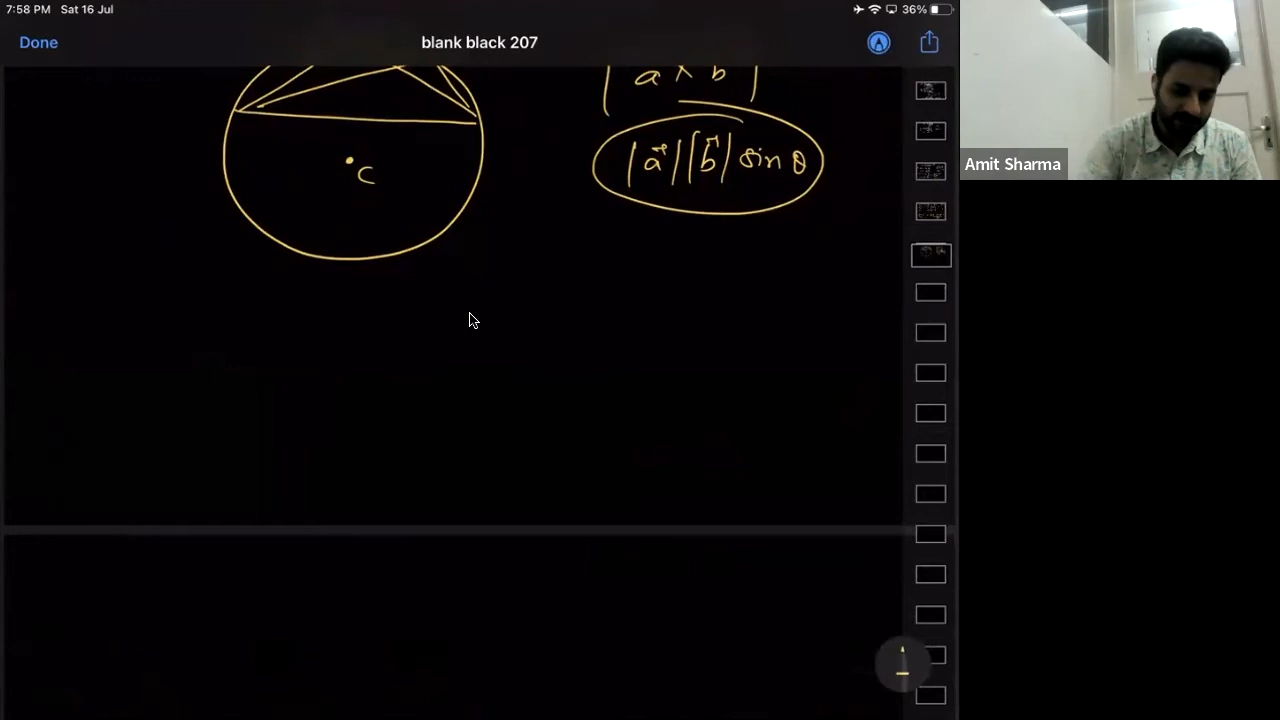 7:58 PM Sat 16 Jul
36%
Done
blank black 207
|a × b|
C
|a⃗||b⃗| sin θ
Amit Sharma